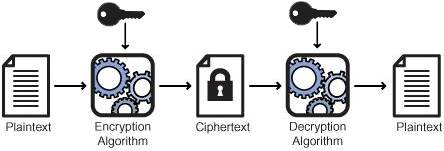 Plaintext
Encryption
Algorithm
Ciphertext
Decryption
Algorithm
Plaintext